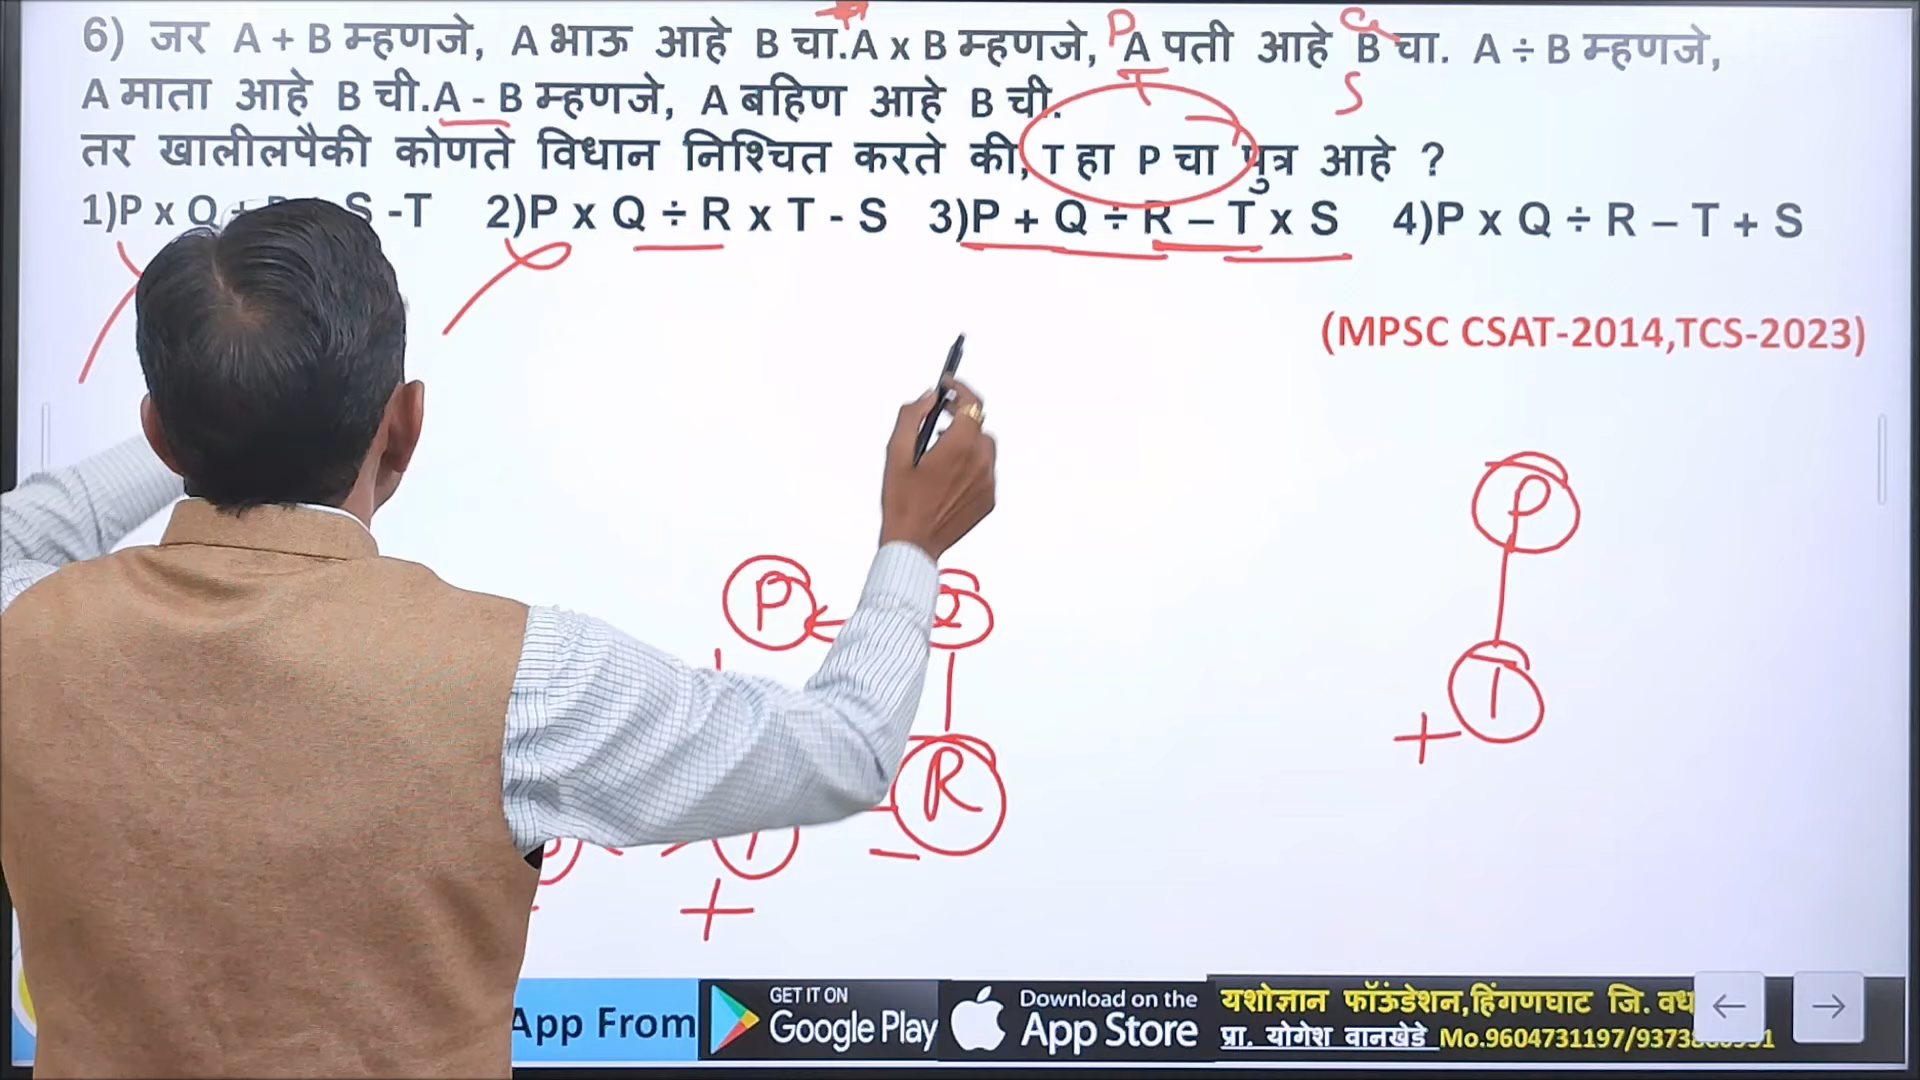 6) जर A + B म्हणजे, A भाऊ आहे B चा.A x B म्हणजे, A पती आहे B चा. A ÷ B म्हणजे,
A माता आहे B ची.A - B म्हणजे, A बहिण आहे B ची.
तर खालीलपैकी कोणते विधान निश्चित करते की, T हा P चा पुत्र आहे ?
1)P x Q S -T 2)P x Q ÷ R x T - S 3)P + Q ÷ R – T x S 4)P x Q ÷ R – T + S
(MPSC CSAT-2014,TCS-2023)
P
T
S
P
P
T
R
+
+
App From
GET IT ON
Google Play
Download on the
App Store
यशोज्ञान फॉऊंडेशन,हिंगणघाट जि.
प्रा. योगेश वानखेडे Mo.9604731197/
← →